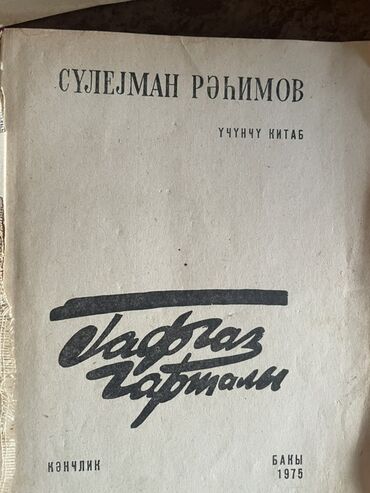 СҮЛЕЈМАН РӘҺИМОВ
ҮЧҮНЧҮ КИТАБ
Гафгаз
гарталы
КӘНЧЛИК
БАКЫ
1975